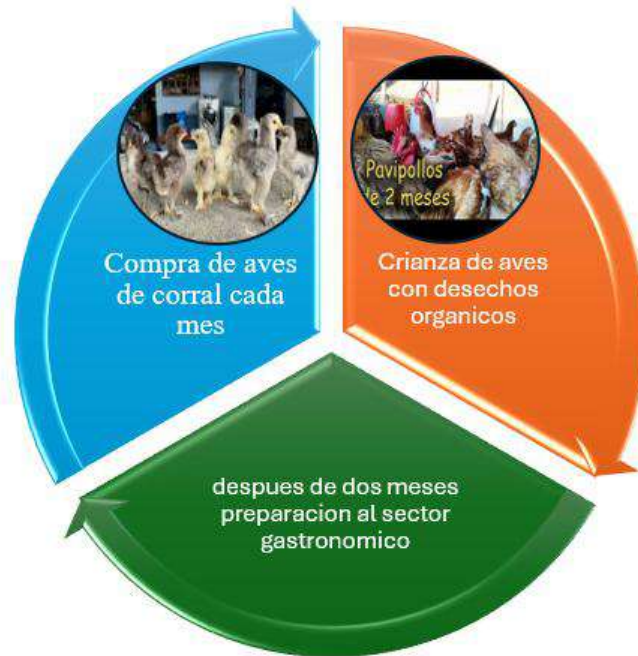 Compra de aves
de corral cada
mes
Pavipollos
de 2 meses
Crianza de aves
con desechos
organicos
despues de dos meses
preparacion al sector
gastronomico